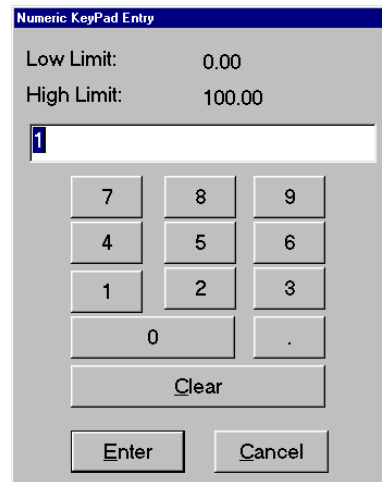 Numeric KeyPad Entry
Low Limit: 0.00
High Limit: 100.00
1
7 8 9
4 5 6
1 2 3
0 .
Clear
Enter Cancel